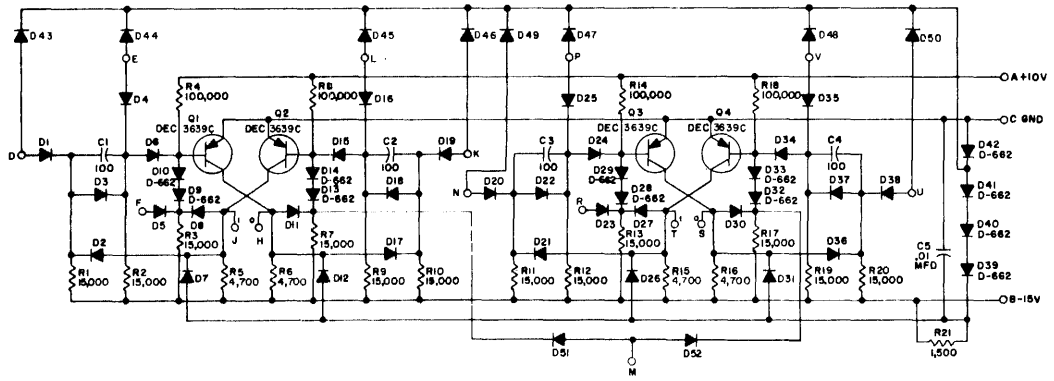 D43
D44
D45
D46
D49
D47
D48
D50
E
L
P
V
A+10V
R4
100,000
R8
100,000
R14
100,000
R18
100,000
D4
D16
D25
D35
Q1
DEC 3639C
Q2
DEC 3639C
Q3
DEC 3639C
Q4
DEC 3639C
C GND
D
D1
C1
100
D6
D15
C2
100
D19
K
C3
100
D24
D34
C4
100
D42
D-662
D3
D10
D-662
D9
D-662
D14
D-662
D13
D-662
D18
N
D20
D22
D29
D-662
D28
D-662
D33
D-662
D32
D-662
D37
D38
U
D41
D-662
F
D5
D8
J
H
D11
R
D23
D27
T
S
D30
D40
D-662
D2
R3
15,000
R7
15,000
D17
D21
R13
15,000
R17
15,000
D36
C5
.01
MFD
D39
D-662
R1
15,000
R2
15,000
D7
R5
4,700
R6
4,700
D12
R9
15,000
R10
15,000
R11
15,000
R12
15,000
D26
R15
4,700
R16
4,700
D31
R19
15,000
R20
15,000
B-15V
R21
1,500
D51
D52
M